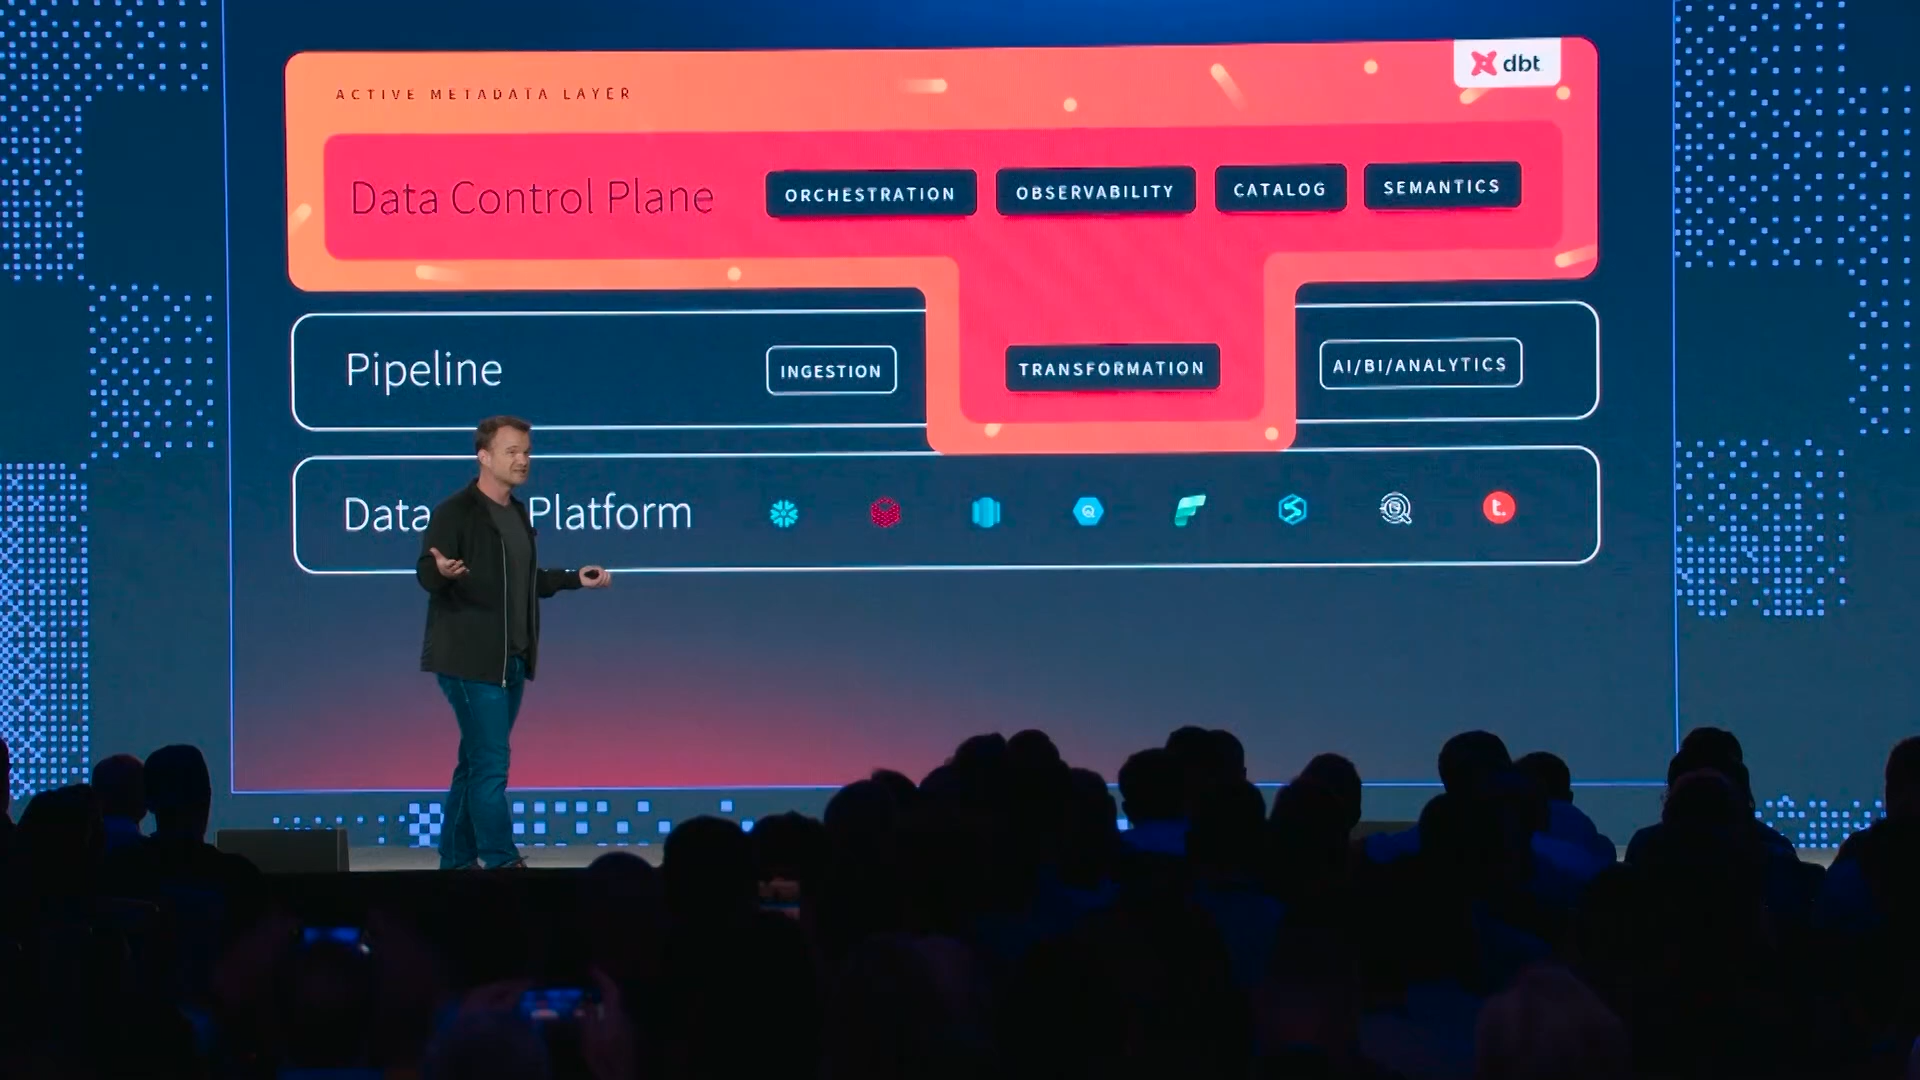 dbt
ACTIVE METADATA LAYER
Data Control Plane
ORCHESTRATION
OBSERVABILITY
CATALOG
SEMANTICS
Pipeline
INGESTION
TRANSFORMATION
AI/BI/ANALYTICS
Data Platform
t.